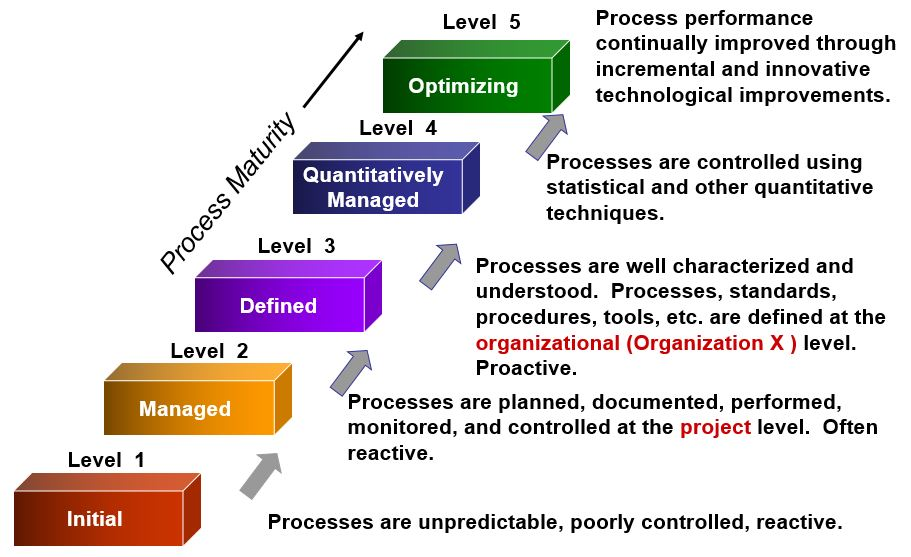 Level 5
Optimizing
Process performance
continually improved through
incremental and innovative
technological improvements.
Process Maturity
Level 4
Quantitatively
Managed
Processes are controlled using
statistical and other quantitative
techniques.
Level 3
Defined
Processes are well characterized and
understood. Processes, standards,
procedures, tools, etc. are defined at the
organizational (Organization X ) level.
Proactive.
Level 2
Managed
Processes are planned, documented, performed,
monitored, and controlled at the project level. Often
reactive.
Level 1
Initial
Processes are unpredictable, poorly controlled, reactive.